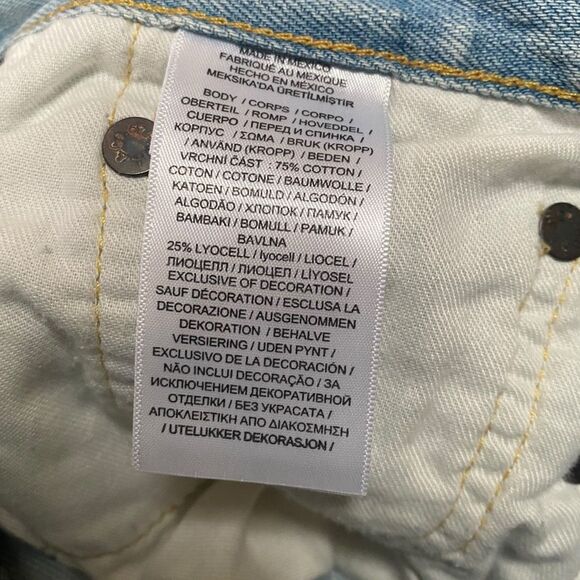 MADE IN MEXICO
FABRIQUÉ AU MEXIQUE
HECHO EN MÉXICO
MEKSIKA'DA ÜRETİLMİŞTİR
BODY / CORPS / CORPO /
OBERTEIL / ROMP / HOVEDDEL /
CUERPO / ПЕРЕД И СПИНКА /
КОРПУС / ΣΩΜΑ / BRUK (KROPP)
/ ANVÄND (KROPP) / BEDEN /
VRCHNÍ ČÁST : 75% COTTON /
COTON / COTONE / BAUMWOLLE /
KATOEN / BOMULD / ALGODÓN /
ALGODÃO / ХЛОПОК / ПАМУК /
BAMBAKI / BOMULL / PAMUK /
BAVLNA
25% LYOCELL / lyocell / LIOCEL /
ЛИОЦЕЛЛ / ЛИОЦЕЛ / LİYOSEL
EXCLUSIVE OF DECORATION /
SAUF DÉCORATION / ESCLUSA LA
DECORAZIONE / AUSGENOMMEN
DEKORATION / BEHALVE
VERSIERING / UDEN PYNT /
EXCLUSIVO DE LA DECORACIÓN /
NÃO INCLUI DECORAÇÃO / ЗА
ИСКЛЮЧЕНИЕМ ДЕКОРАТИВНОЙ
ОТДЕЛКИ / БЕЗ УКРАСАТА /
ΑΠΟΚΛΕΙΣΤΙΚΗ ΑΠΟ ΔΙΑΚΟΣΜΗΣΗ
/ UTELUKKER DEKORASJON /